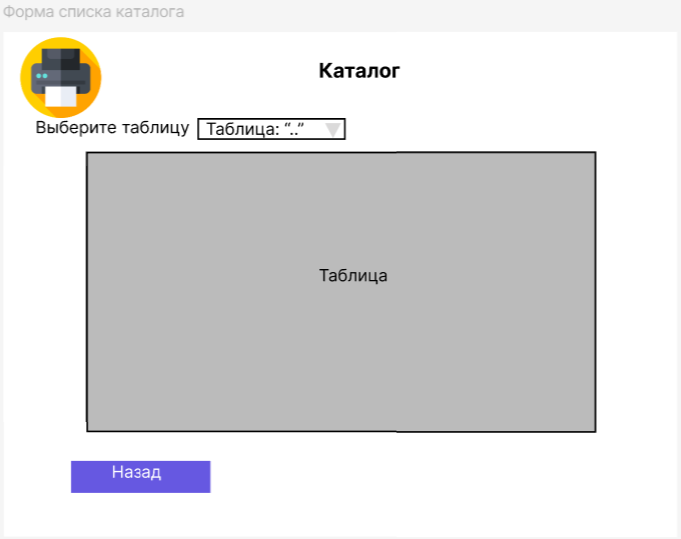 Форма списка каталога
Каталог
Выберите таблицу Таблица: “..”
Таблица
Назад